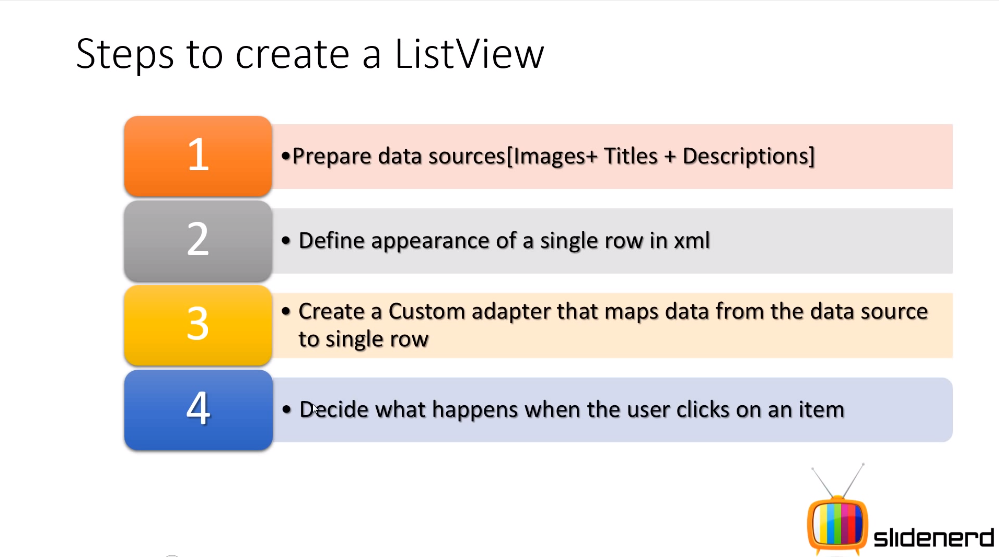 Steps to create a ListView
1
•Prepare data sources[Images+ Titles + Descriptions]
2
• Define appearance of a single row in xml
3
• Create a Custom adapter that maps data from the data source
to single row
4
• Decide what happens when the user clicks on an item
slidenerd